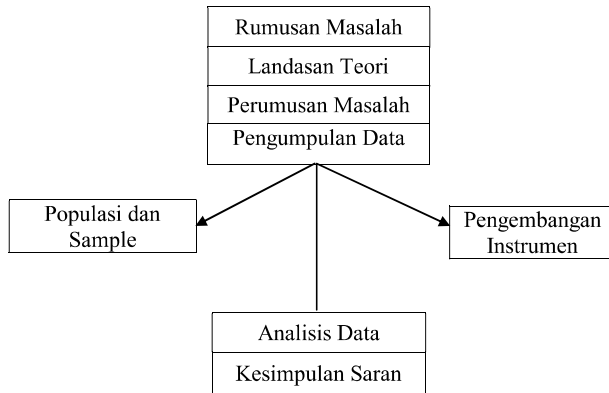 Rumusan Masalah
Landasan Teori
Perumusan Masalah
Pengumpulan Data
Populasi dan
Sample
Pengembangan
Instrumen
Analisis Data
Kesimpulan Saran